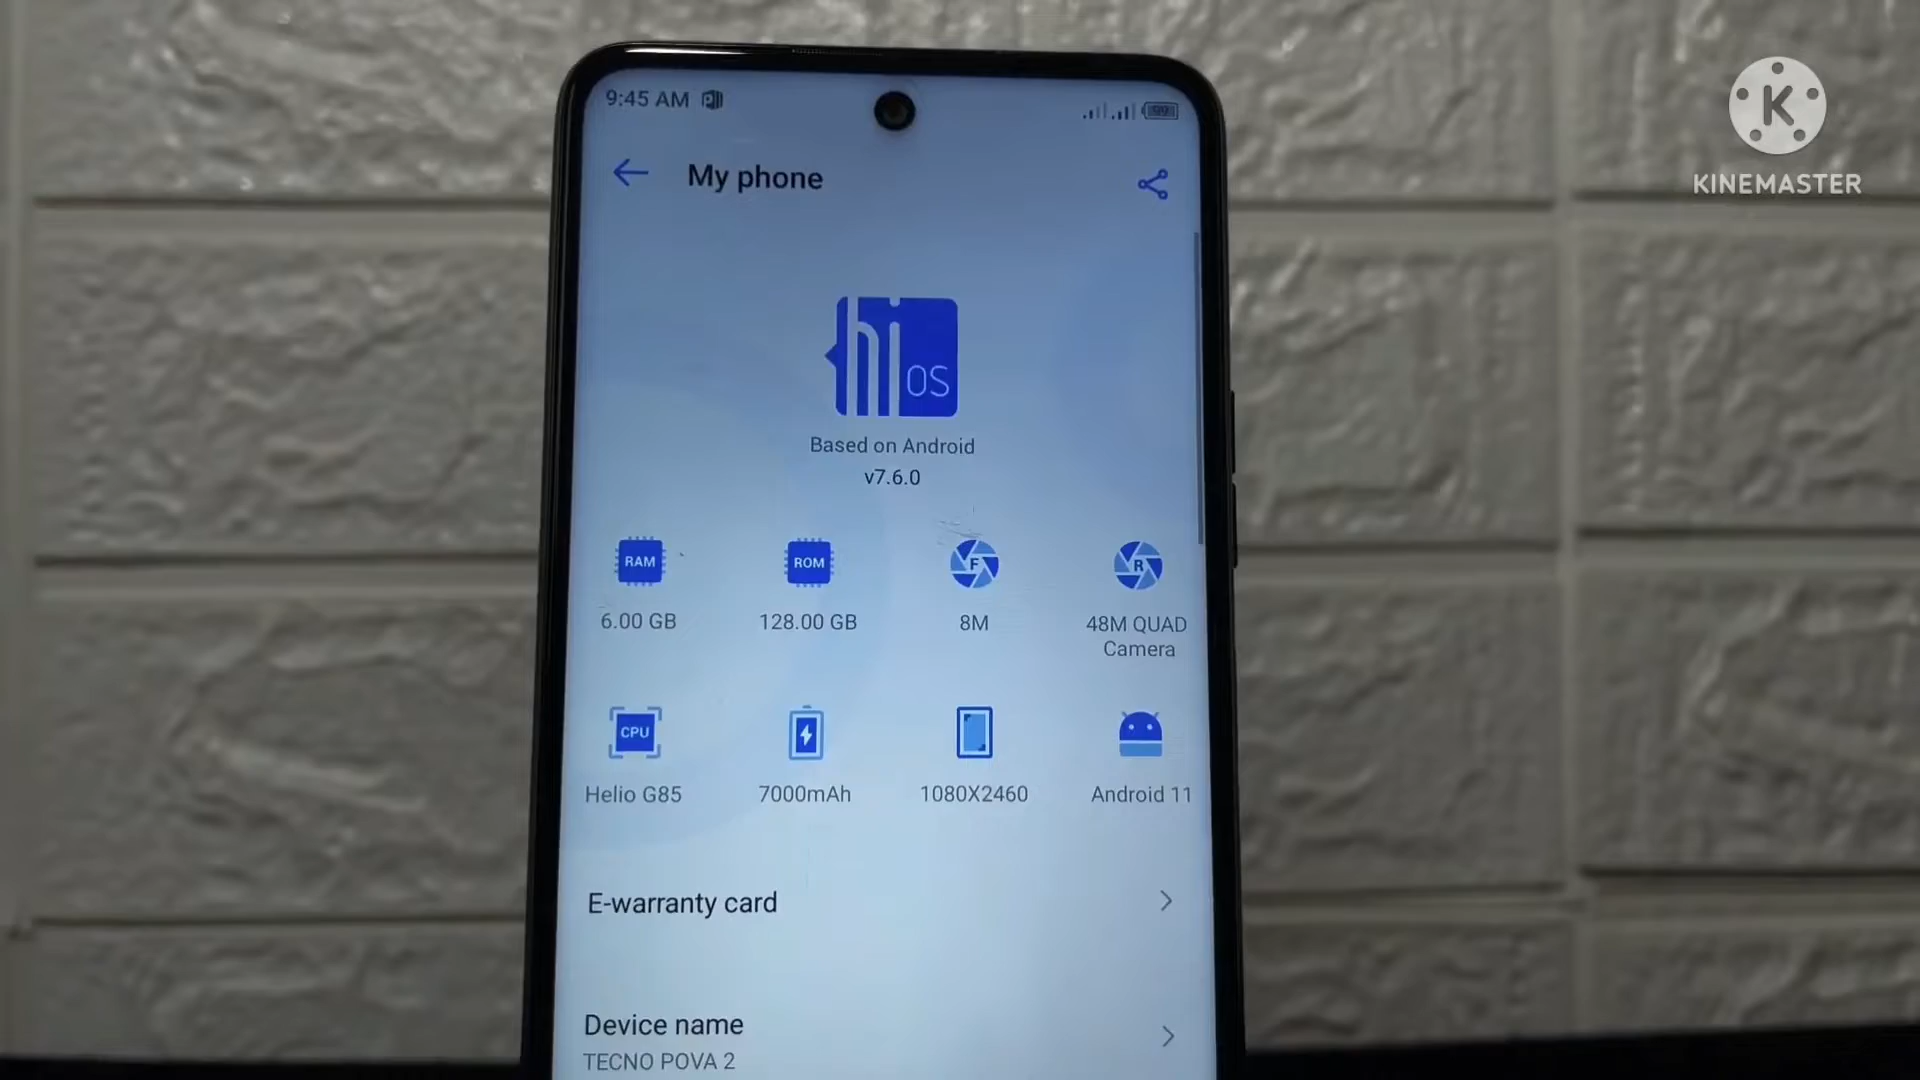 9:45 AM
K
KINEMASTER
My phone
hi OS
Based on Android
v7.6.0
RAM
ROM
F
R
6.00 GB
128.00 GB
8M
48M QUAD
Camera
CPU
Helio G85
7000mAh
1080X2460
Android 11
E-warranty card
Device name
TECNO POVA 2